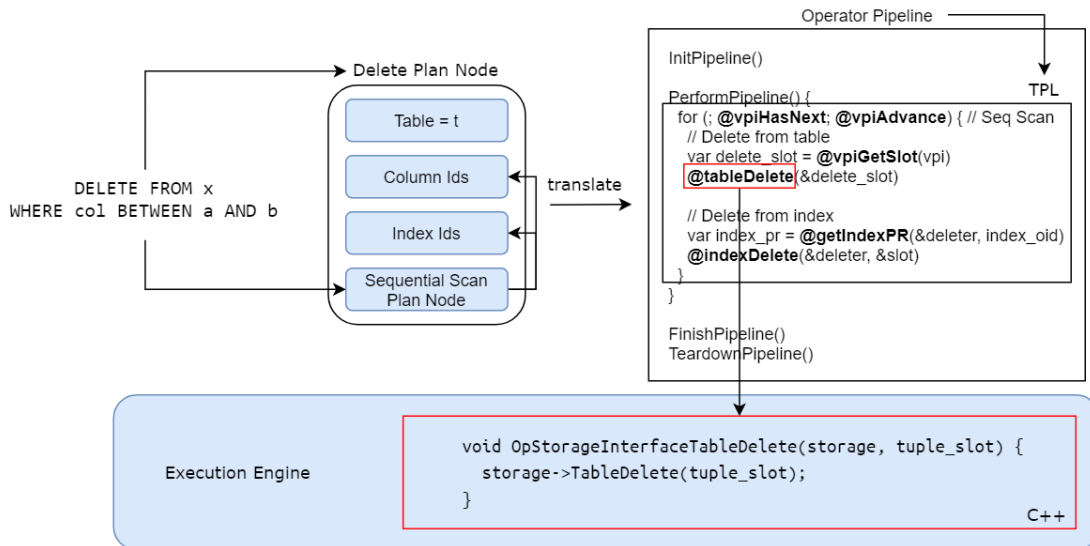 Operator Pipeline
Delete Plan Node
Table = t
Column Ids
Index Ids
Sequential Scan
Plan Node
DELETE FROM x
WHERE col BETWEEN a AND b
translate
TPL
InitPipeline()
PerformPipeline() {
for (; @vpiHasNext; @vpiAdvance) { // Seq Scan
// Delete from table
var delete_slot = @vpiGetSlot(vpi)
@tableDelete(&delete_slot)
// Delete from index
var index_pr = @getIndexPR(&deleter, index_oid)
@indexDelete(&deleter, &slot)
}
}
FinishPipeline()
TeardownPipeline()
Execution Engine
void OpStorageInterfaceTableDelete(storage, tuple_slot) {
storage->TableDelete(tuple_slot);
}
C++